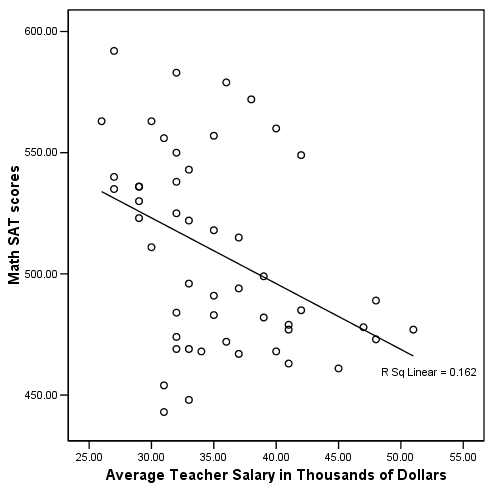 600.00
550.00
500.00
450.00
Math SAT scores
R Sq Linear = 0.162
25.00 30.00 35.00 40.00 45.00 50.00 55.00
Average Teacher Salary in Thousands of Dollars